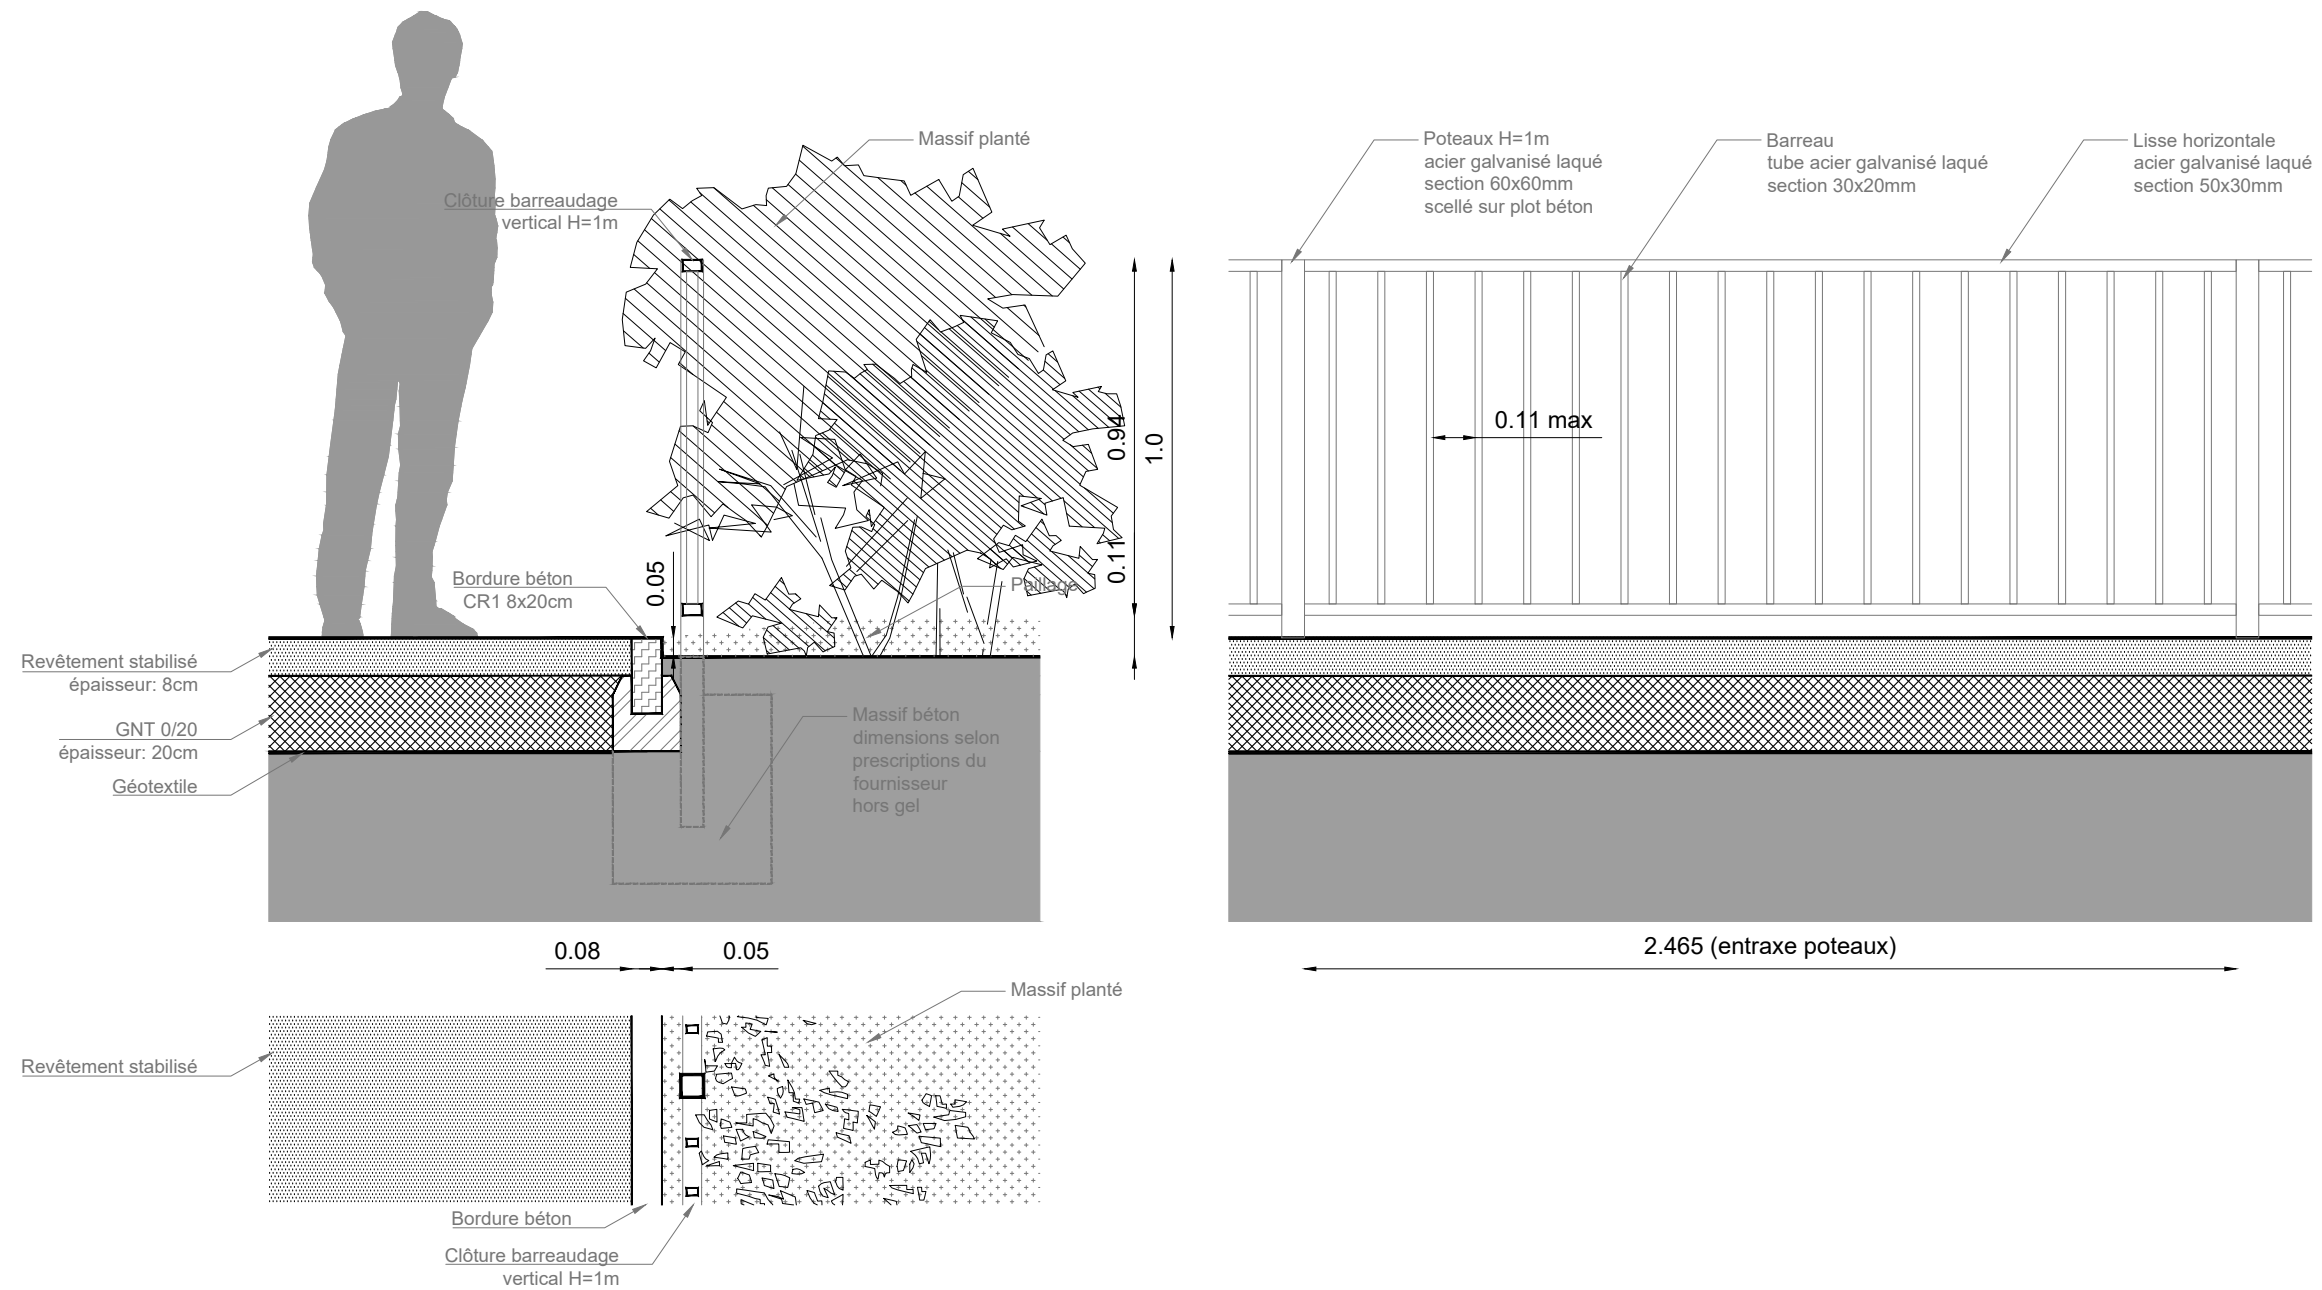 Massif planté
Clôture barreaudage
vertical H=1m
Poteaux H=1m
acier galvanisé laqué
section 60x60mm
scellé sur plot béton
Barreau
tube acier galvanisé laqué
section 30x20mm
Lisse horizontale
acier galvanisé laqué
section 50x30mm
0.94
1.0
0.11 max
0.11
0.05
Bordure béton
CR1 8x20cm
Paillage
Revêtement stabilisé
épaisseur: 8cm
GNT 0/20
épaisseur: 20cm
Géotextile
Massif béton
dimensions selon
prescriptions du
fournisseur
hors gel
0.08
0.05
2.465 (entraxe poteaux)
Massif planté
Revêtement stabilisé
Bordure béton
Clôture barreaudage
vertical H=1m